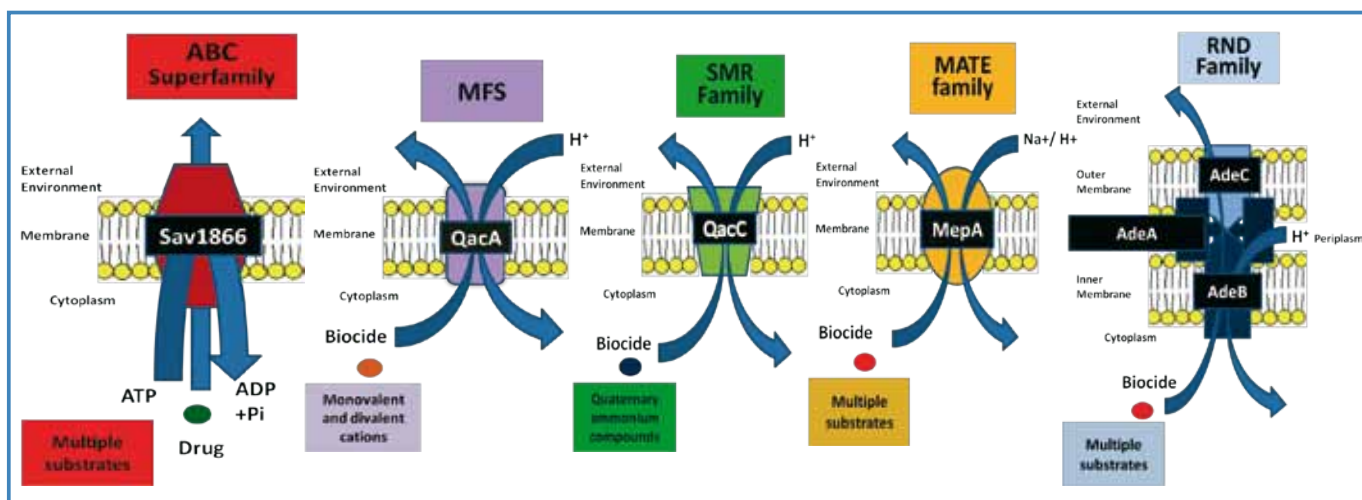 ABC
Superfamily
External
Environment
Membrane
Sav1866
Cytoplasm
ATP
ADP
+Pi
Drug
Multiple
substrates
MFS
H+
External
Environment
Membrane
QacA
Cytoplasm
Biocide
Monovalent
and divalent
cations
SMR
Family
H+
External
Environment
Membrane
QacC
Cytoplasm
Biocide
Quaternary
ammonium
compounds
MATE
family
Na+/ H+
External
Environment
Membrane
MepA
Cytoplasm
Biocide
Multiple
substrates
RND
Family
External
Environment
Outer
Membrane
AdeC
AdeA
H+ Periplasm
Inner
Membrane
AdeB
Cytoplasm
Biocide
Multiple
substrates